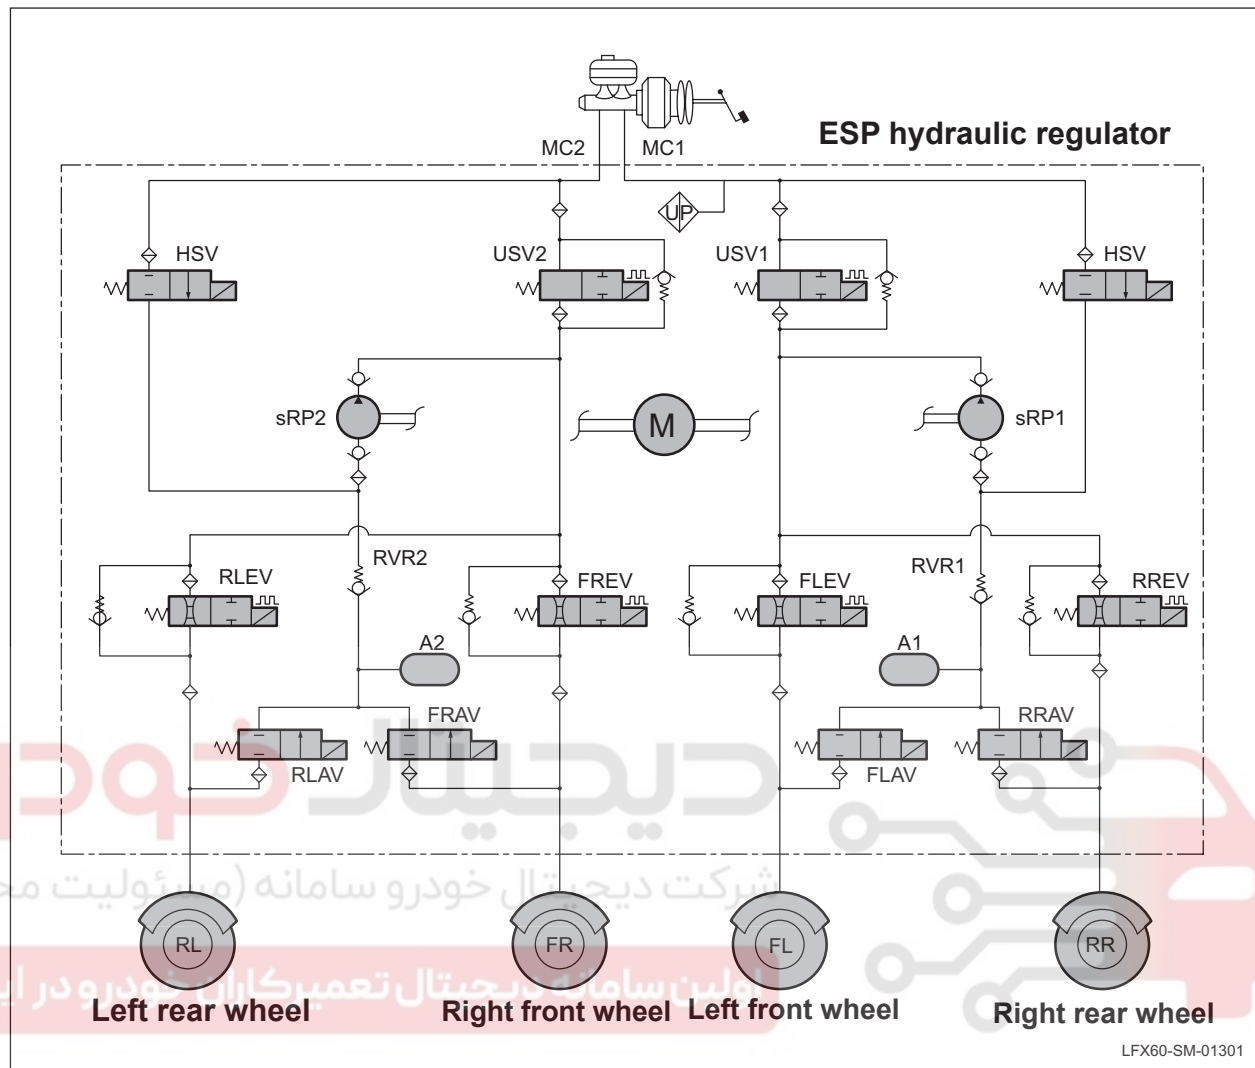 ESP hydraulic regulator
MC2
MC1
UP
HSV
USV2
USV1
HSV
sRP2
M
sRP1
RVR2
RVR1
RLEV
FREV
FLEV
RREV
A2
A1
FRAV
RRAV
RLAV
FLAV
دیجیتال خودرو
شرکت دیجیتال خودرو سامانه (مسئولیت
RL
FR
FL
RR
اولین سامانه دیجیتال تعمیرکاران خودرو در
Left rear wheel
Right front wheel
Left front wheel
Right rear wheel
LFX60-SM-01301